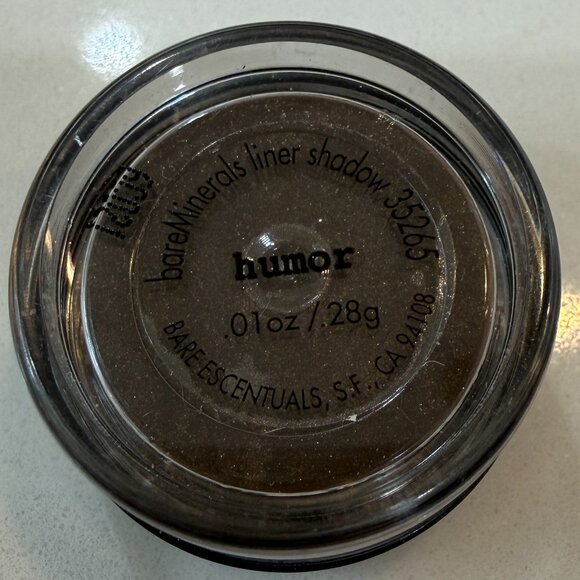 bareMinerals liner shadow 35265
humor
.01oz/.28g
BARE ESCENTUALS, S.F., CA 94108